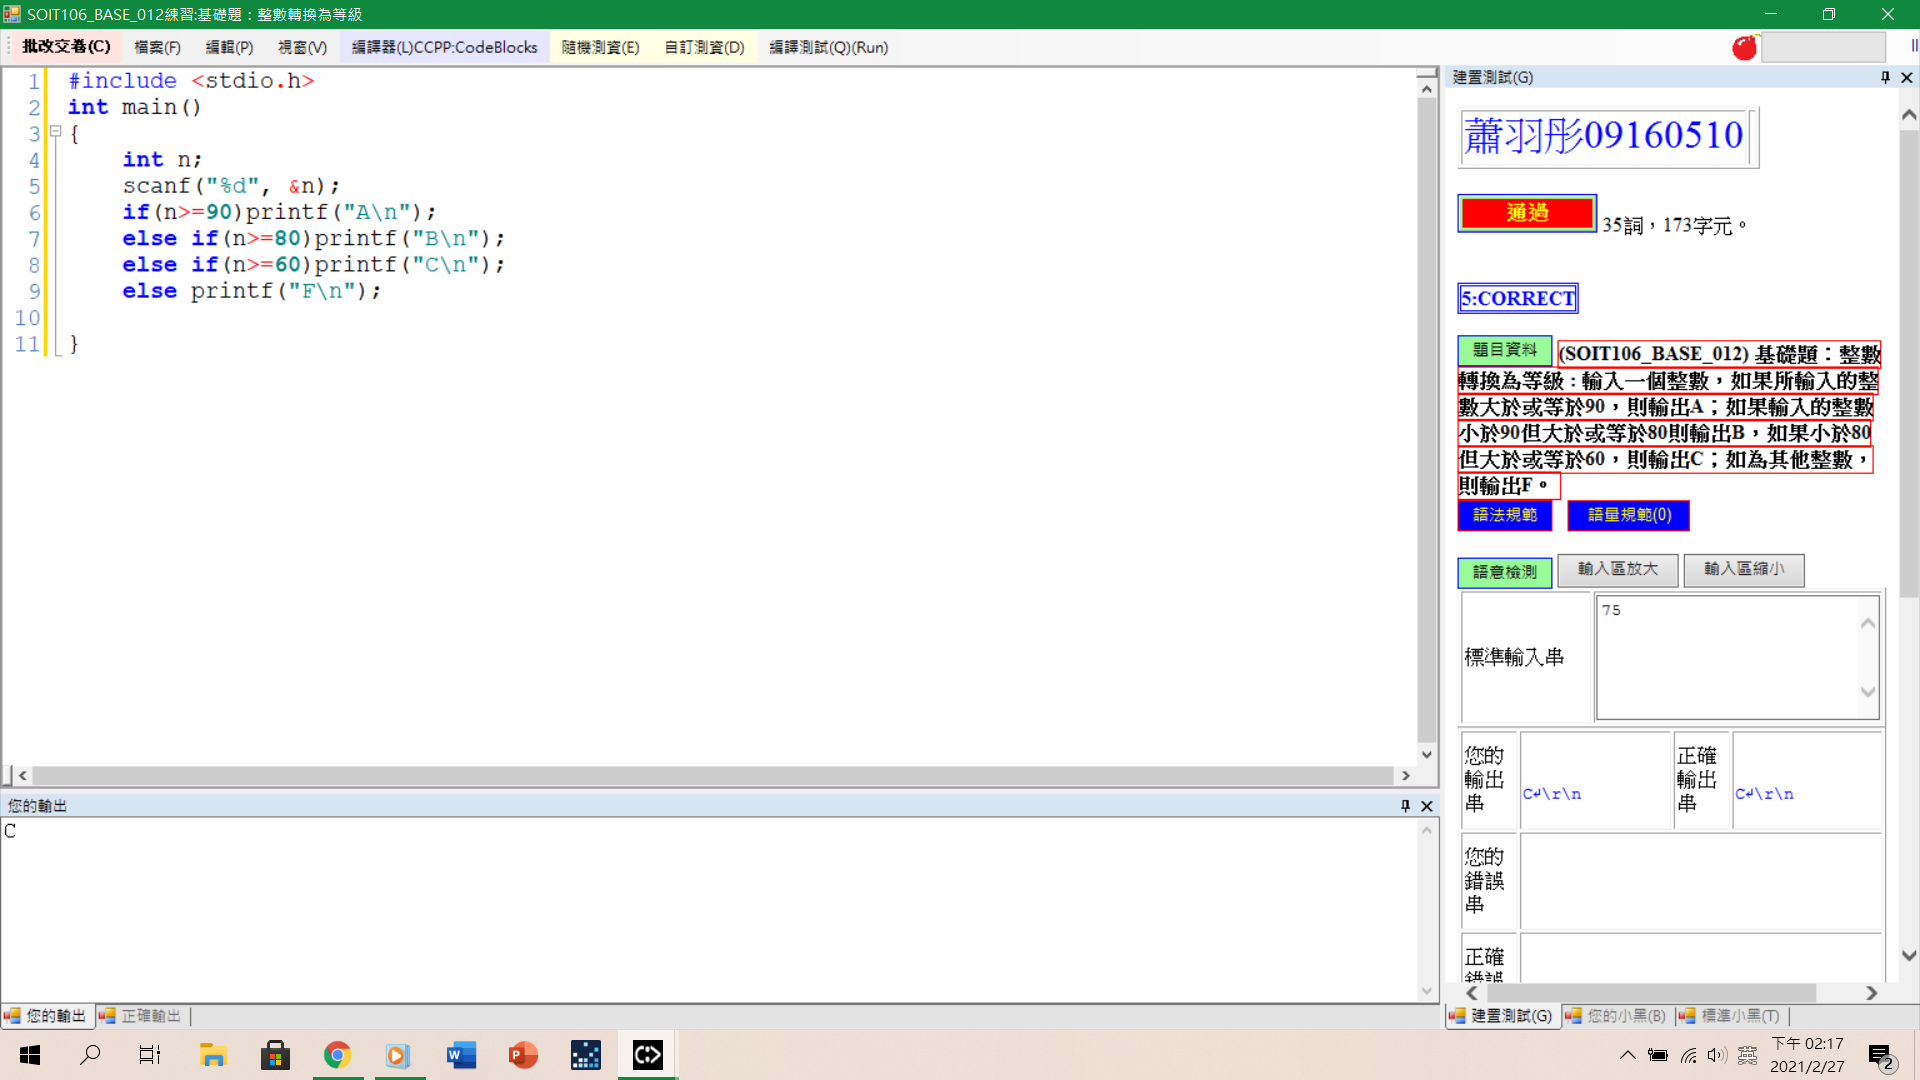 SOIT106_BASE_012練習:基礎題：整數轉換為等級
批改交卷(C) 檔案(F) 編輯(P) 視窗(V) 編譯器(L)CCPP:CodeBlocks 隨機測資(E) 自訂測資(D) 編譯測試(Q)(Run)
1 #include <stdio.h>
2 int main()
3 {
4 int n;
5 scanf("%d", &n);
6 if(n>=90)printf("A\n");
7 else if(n>=80)printf("B\n");
8 else if(n>=60)printf("C\n");
9 else printf("F\n");
10
11 }
您的輸出
C
您的輸出 正確輸出
建置測試(G)
蕭羽彤09160510
通過 35詞，173字元。
5:CORRECT
題目資料 (SOIT106_BASE_012) 基礎題：整數
轉換為等級：輸入一個整數，如果所輸入的整
數大於或等於90，則輸出A；如果輸入的整數
小於90但大於或等於80則輸出B，如果小於80
但大於或等於60，則輸出C；如為其他整數，
則輸出F。
語法規範 語量規範(0)
語意檢測 輸入區放大 輸入區縮小
標準輸入串 75
您的輸出串 C↵\r\n 正確輸出串 C↵\r\n
您的錯誤串
正確錯誤
建置測試(G) 您的小黑(B) 標準小黑(T)
英
下午 02:17
2021/2/27
2